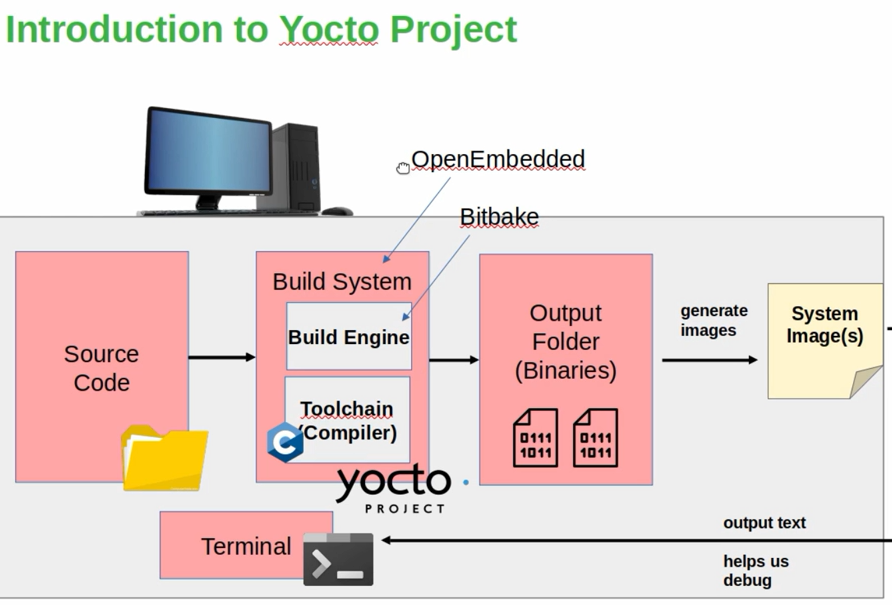 Introduction to Yocto Project
OpenEmbedded
Bitbake
Source
Code
Build System
Build Engine
Toolchain
(Compiler)
C
Output
Folder
(Binaries)
0111
1011
0111
1011
generate
images
System
Image(s)
yocto
PROJECT
Terminal
output text
helps us
debug